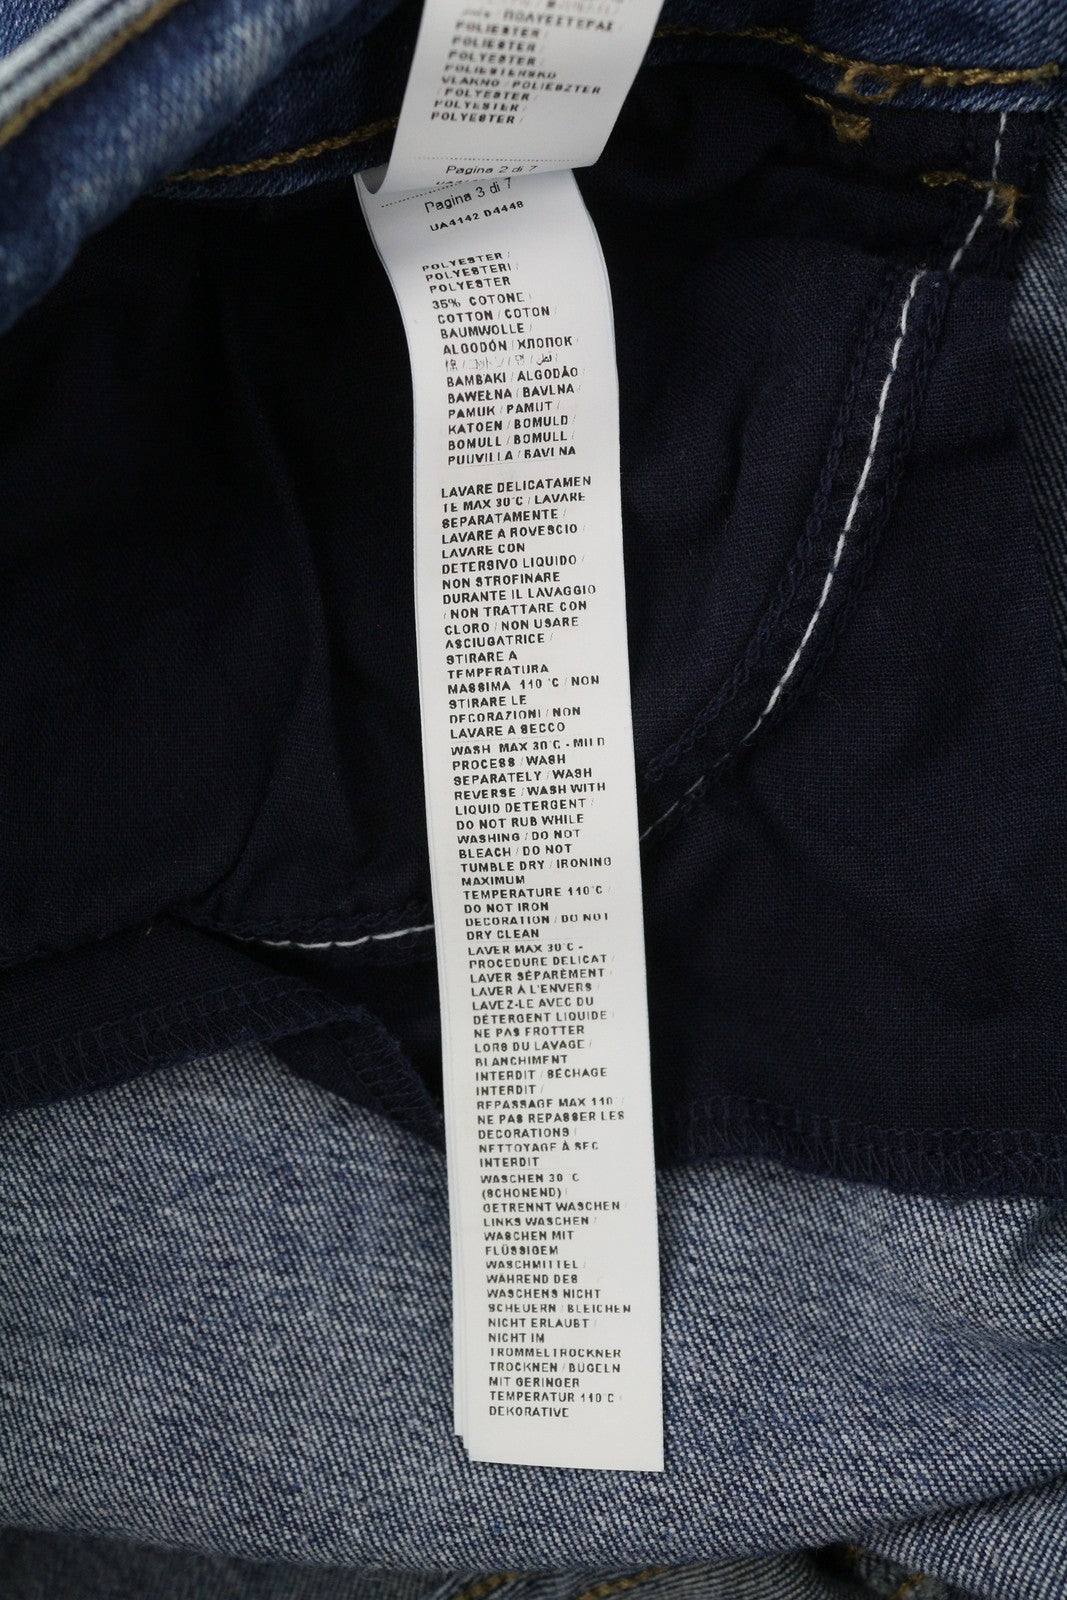 ПОЛУЕСТЕРАΣ
POLIESTER /
POLIESTER /
POLYESTER /
POLIESTERSKO
VLAKNO / POLIESZTER
/ POLYESTER /
POLYESTER /
POLYESTER /
Pagina 2 di 7
Pagina 3 di 7
UA4142 D4448
POLYESTER /
POLYESTERI /
POLYESTER
35% COTONE /
COTTON / COTON /
BAUMWOLLE /
ALGODÓN / ХЛОПОК /
BAMBAKI / ALGODÃO /
BAWEŁNA / BAVLNA /
PAMUK / PAMUT /
KATOEN / BOMULD /
BOMULL / BOMULL /
PUUVILLA / BAVLNA
LAVARE DELICATAMEN
TE MAX 30°C / LAVARE
SEPARATAMENTE /
LAVARE A ROVESCIO /
LAVARE CON
DETERSIVO LIQUIDO /
NON STROFINARE
DURANTE IL LAVAGGIO
/ NON TRATTARE CON
CLORO / NON USARE
ASCIUGATRICE /
STIRARE A
TEMPERATURA
MASSIMA 110 °C / NON
STIRARE LE
DECORAZIONI / NON
LAVARE A SECCO
WASH MAX 30°C - MILD
PROCESS / WASH
SEPARATELY / WASH
REVERSE / WASH WITH
LIQUID DETERGENT /
DO NOT RUB WHILE
WASHING / DO NOT
BLEACH / DO NOT
TUMBLE DRY / IRONING
MAXIMUM
TEMPERATURE 110°C /
DO NOT IRON
DECORATION / DO NOT
DRY CLEAN
LAVER MAX 30°C -
PROCEDURE DELICAT /
LAVER SÉPARÉMENT /
LAVER À L'ENVERS /
LAVEZ-LE AVEC DU
DÉTERGENT LIQUIDE /
NE PAS FROTTER
LORS DU LAVAGE /
BLANCHIMENT
INTERDIT / SÉCHAGE
INTERDIT /
REPASSAGE MAX 110° /
NE PAS REPASSER LES
DECORATIONS /
NETTOYAGE À SEC
INTERDIT
WASCHEN 30° C
(SCHONEND) /
GETRENNT WASCHEN /
LINKS WASCHEN /
WASCHEN MIT
FLÜSSIGEM
WASCHMITTEL /
WÄHREND DES
WASCHENS NICHT
SCHEUERN / BLEICHEN
NICHT ERLAUBT /
NICHT IM
TROMMELTROCKNER
TROCKNEN / BÜGELN
MIT GERINGER
TEMPERATUR 110°C /
DEKORATIVE